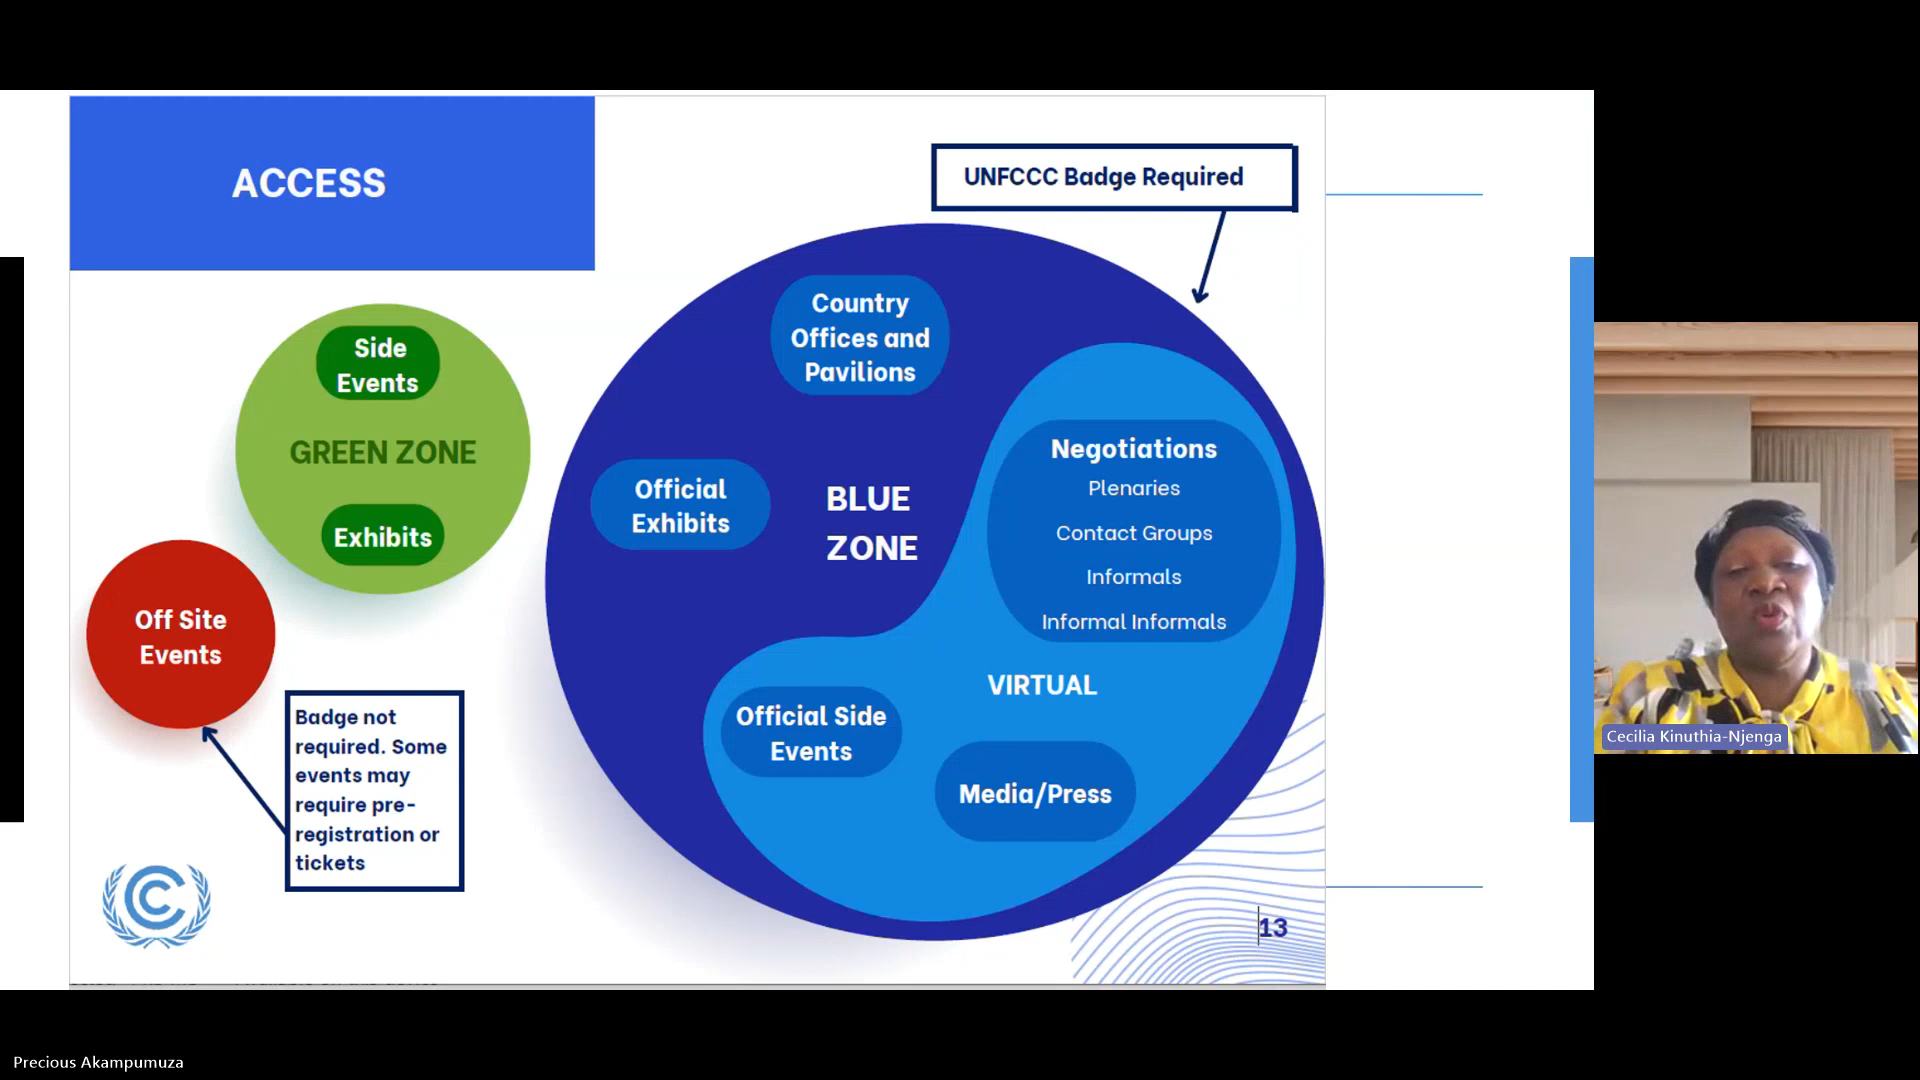 ACCESS
UNFCCC Badge Required
Country
Offices and
Pavilions
Side
Events
GREEN ZONE
Exhibits
Official
Exhibits
BLUE
ZONE
Negotiations
Plenaries
Contact Groups
Informals
Informal Informals
Off Site
Events
VIRTUAL
Official Side
Events
Media/Press
Badge not
required. Some
events may
require pre-
registration or
tickets
13
Cecilia Kinuthia-Njenga
Precious Akampumuza